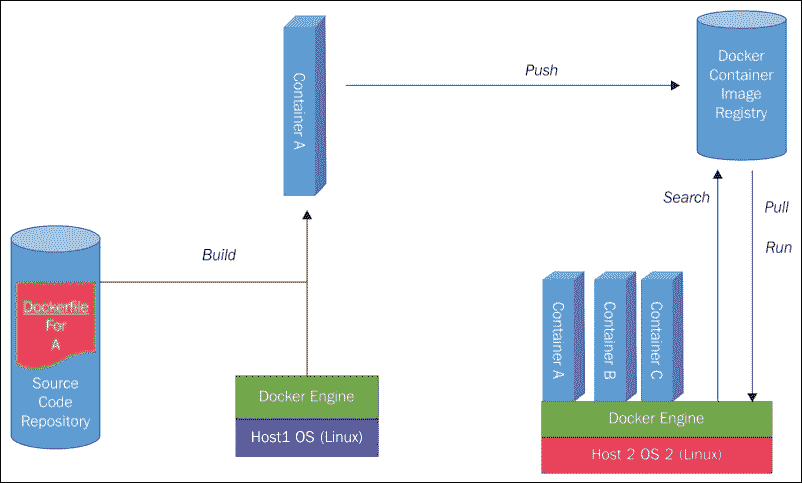 Docker
Container
Image
Registry
Container A
Push
Search
Pull
Run
Build
Dockerfile
For
A
Source
Code
Repository
Docker Engine
Host1 OS (Linux)
Container A
Container B
Container C
Docker Engine
Host 2 OS 2 (Linux)